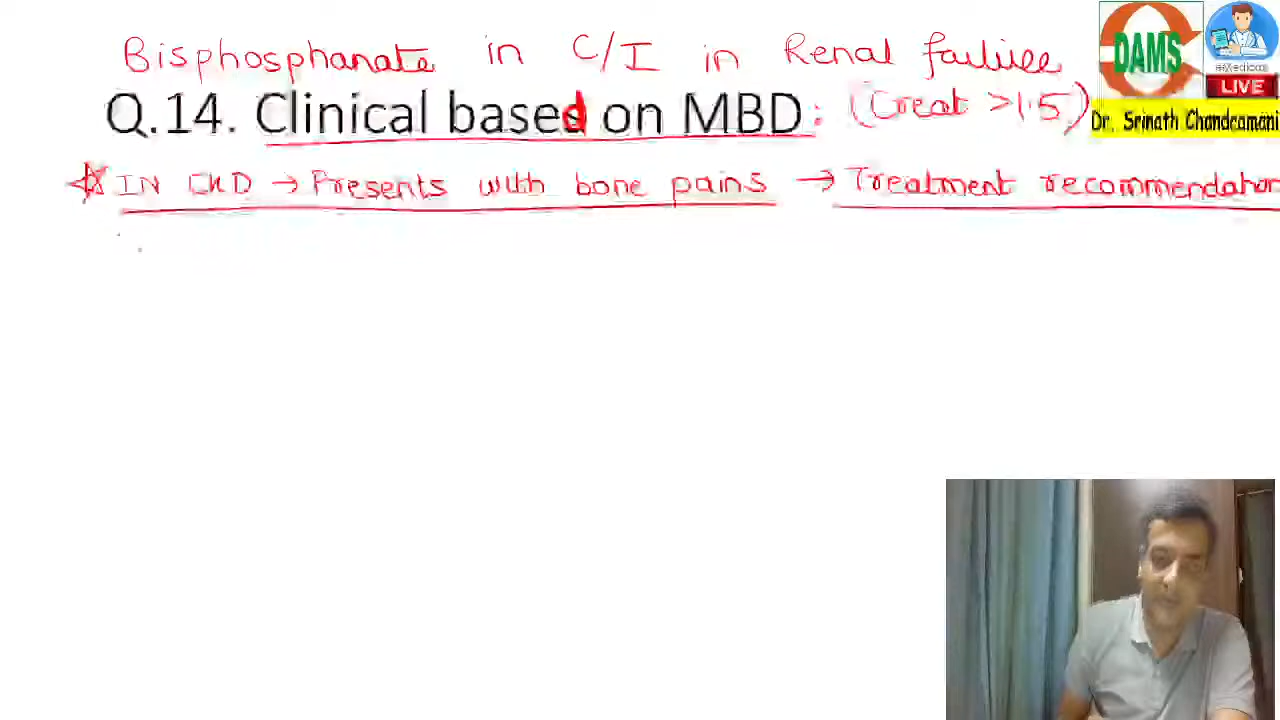 Bisphosphanate in C/I in Renal failure
Q.14. Clinical based on MBD: (Creat >1.5)
IN CKD → Presents with bone pains → Treatment recommendation
DAMS
eMedicoz
LIVE
Dr. Srinath Chandramani